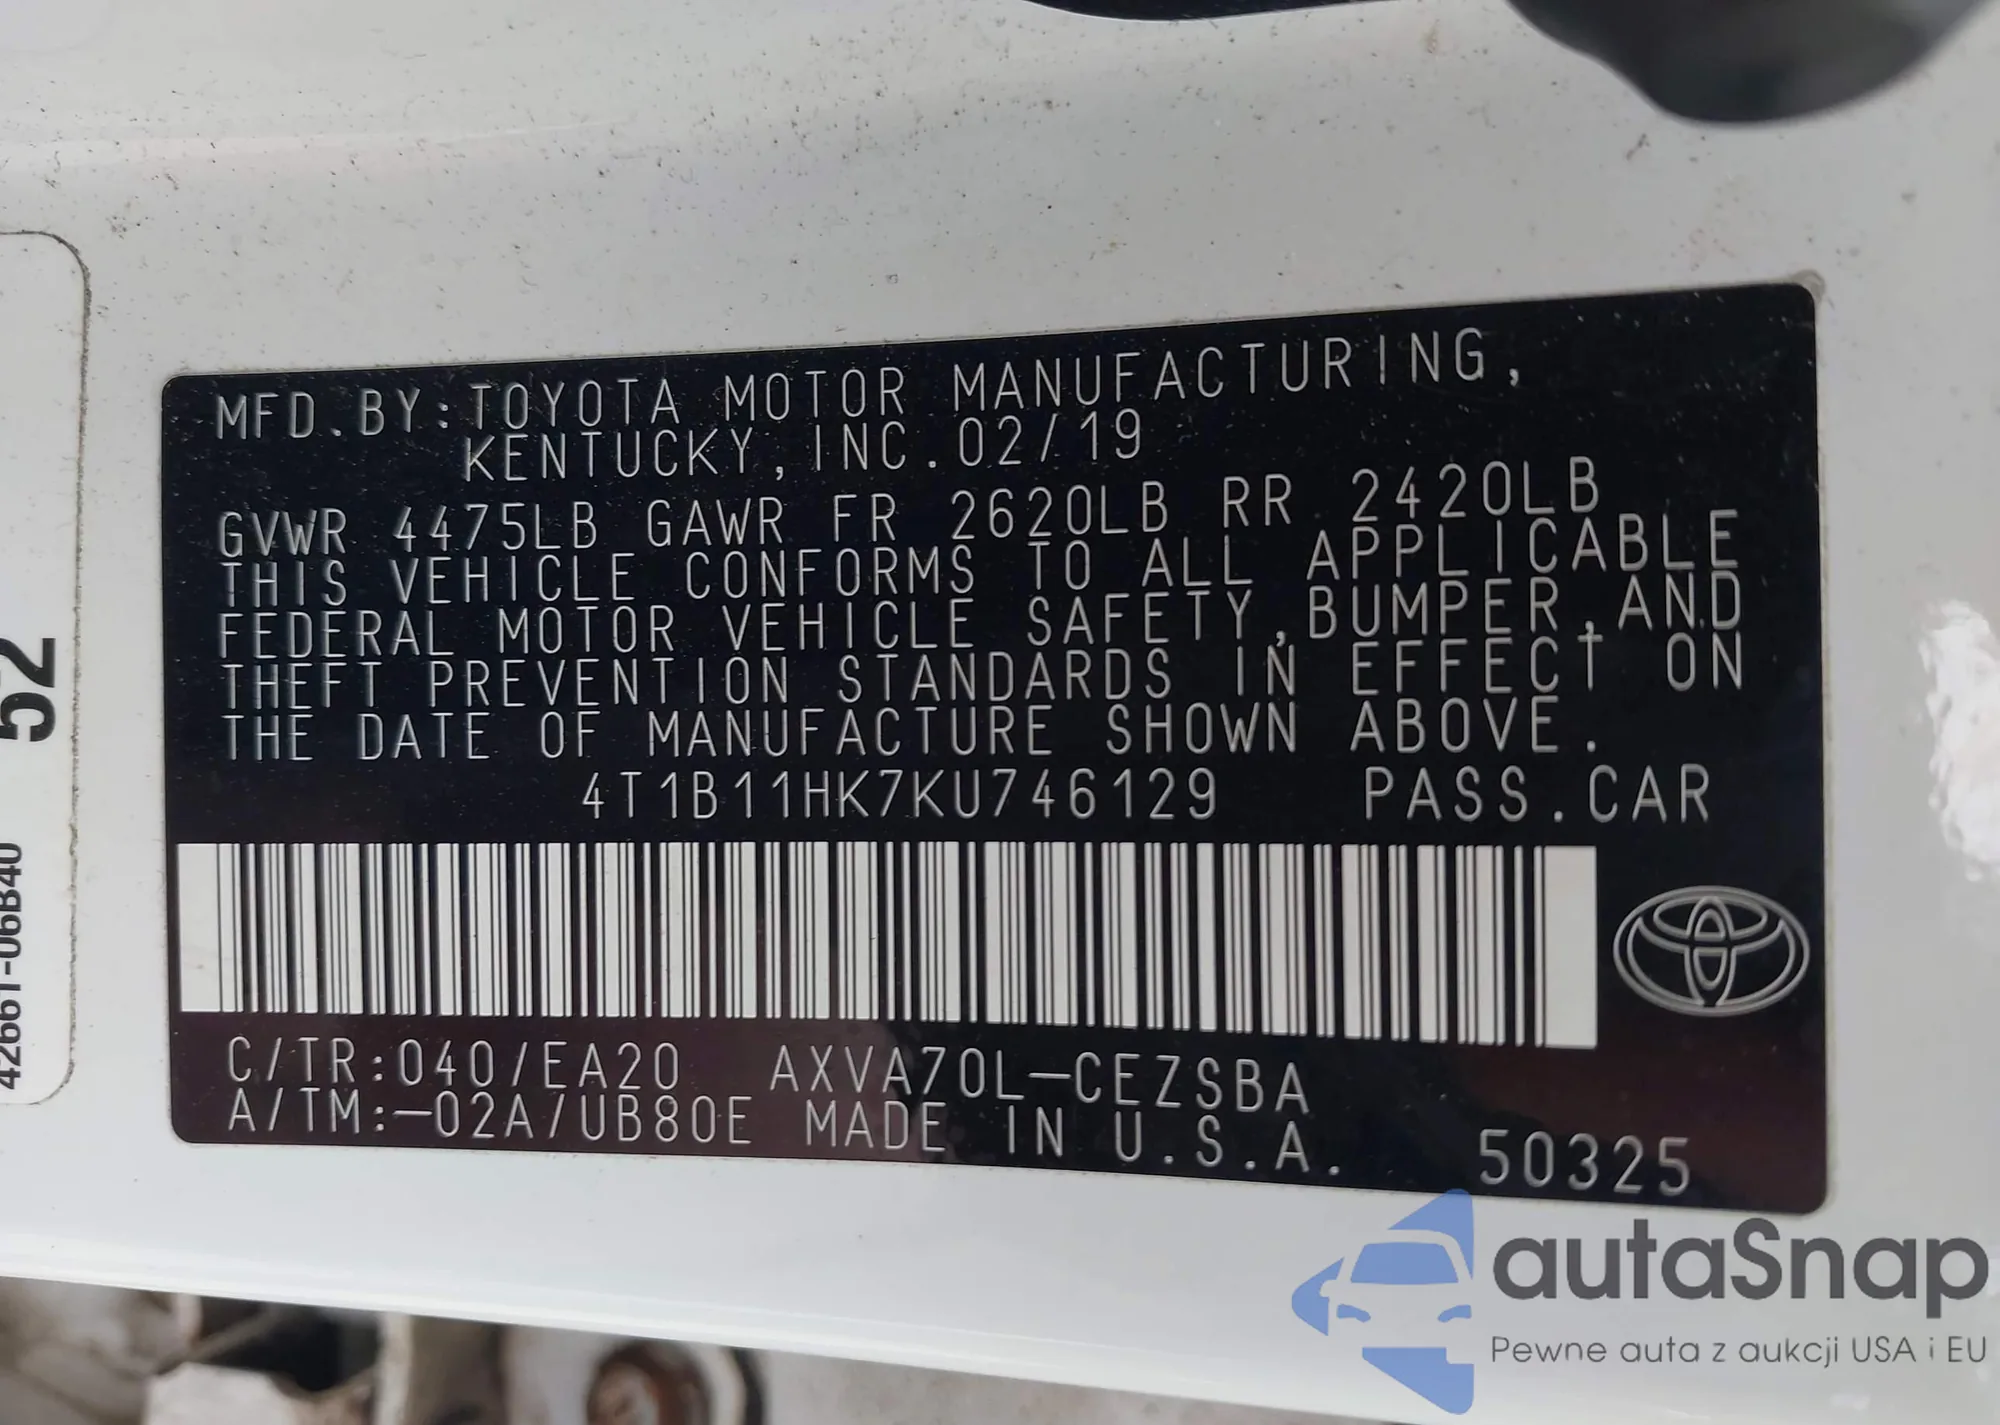 MFD.BY:TOYOTA MOTOR MANUFACTURING,
KENTUCKY,INC.02/19
GVWR 4475LB GAWR FR 2620LB RR 2420LB
THIS VEHICLE CONFORMS TO ALL APPLICABLE
FEDERAL MOTOR VEHICLE SAFETY,BUMPER,AND
THEFT PREVENTION STANDARDS IN EFFECT ON
THE DATE OF MANUFACTURE SHOWN ABOVE.
4T1B11HK7KU746129 PASS.CAR
C/TR:040/EA20 AXVA70L-CEZSBA
A/TM:-02A/UB80E MADE IN U.S.A. 50325
52
42661-06B40
autaSnap
Pewne auta z aukcji USA i EU